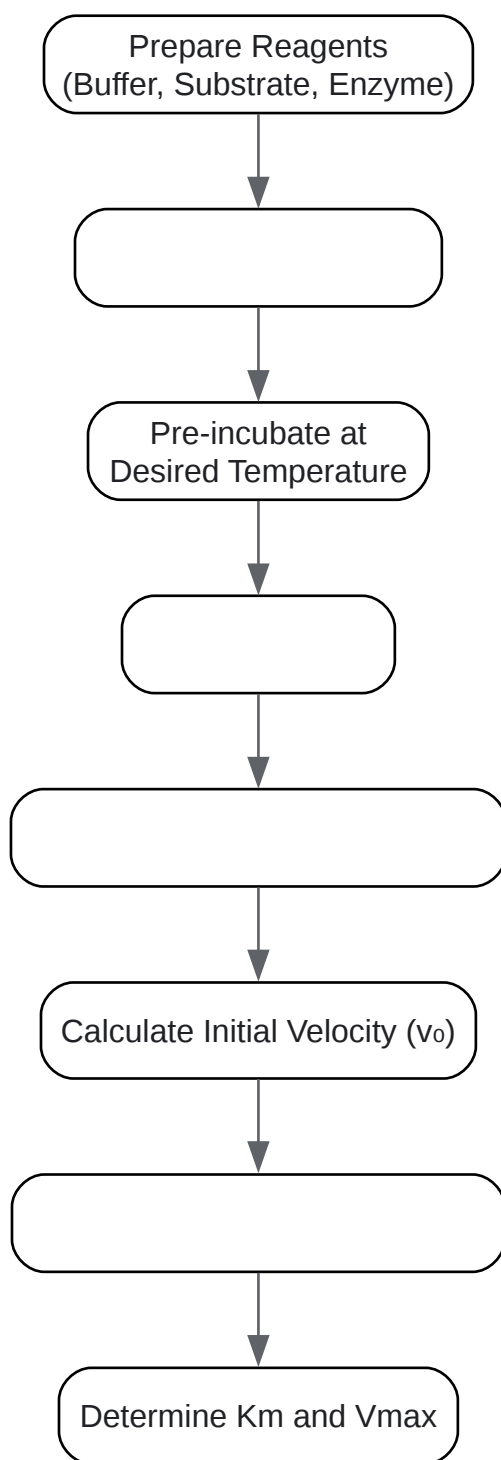 Prepare Reagents
(Buffer, Substrate, Enzyme)
Pre-incubate at
Desired Temperature
Calculate Initial Velocity (v₀)
Determine Km and Vmax